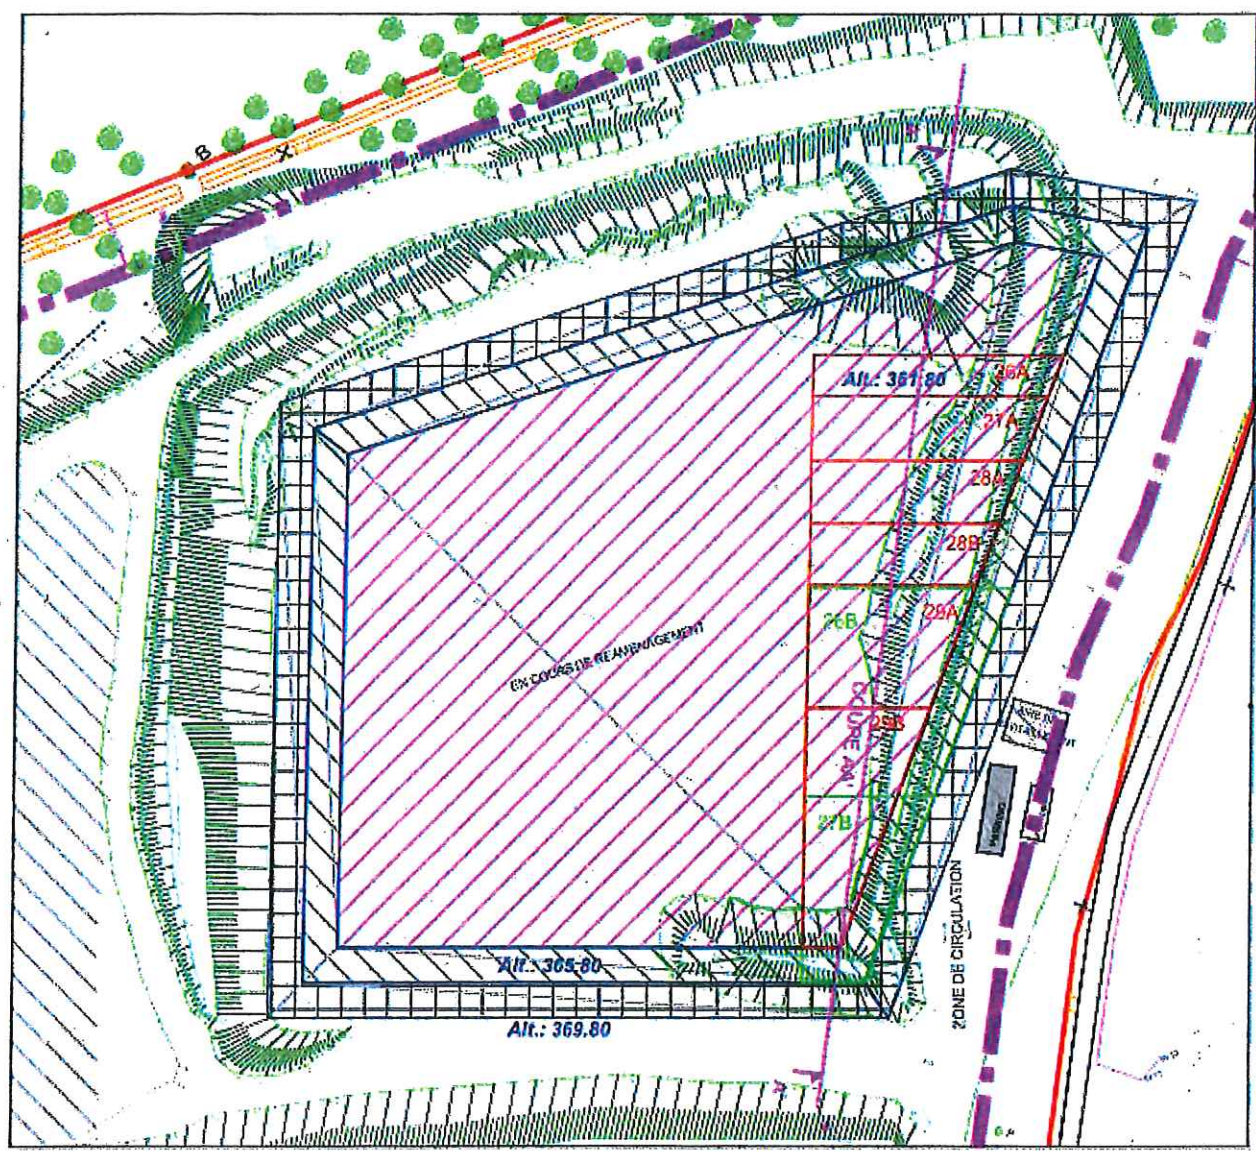 B
X
A
Alt.: 361.80
26A
27A
28A
28B
29A
26B
EN COURS DE REAMENAGEMENT
COUPE AA
29B
27B
ZONE DE CIRCULATION
Alt.: 365.80
Alt.: 369.80
A